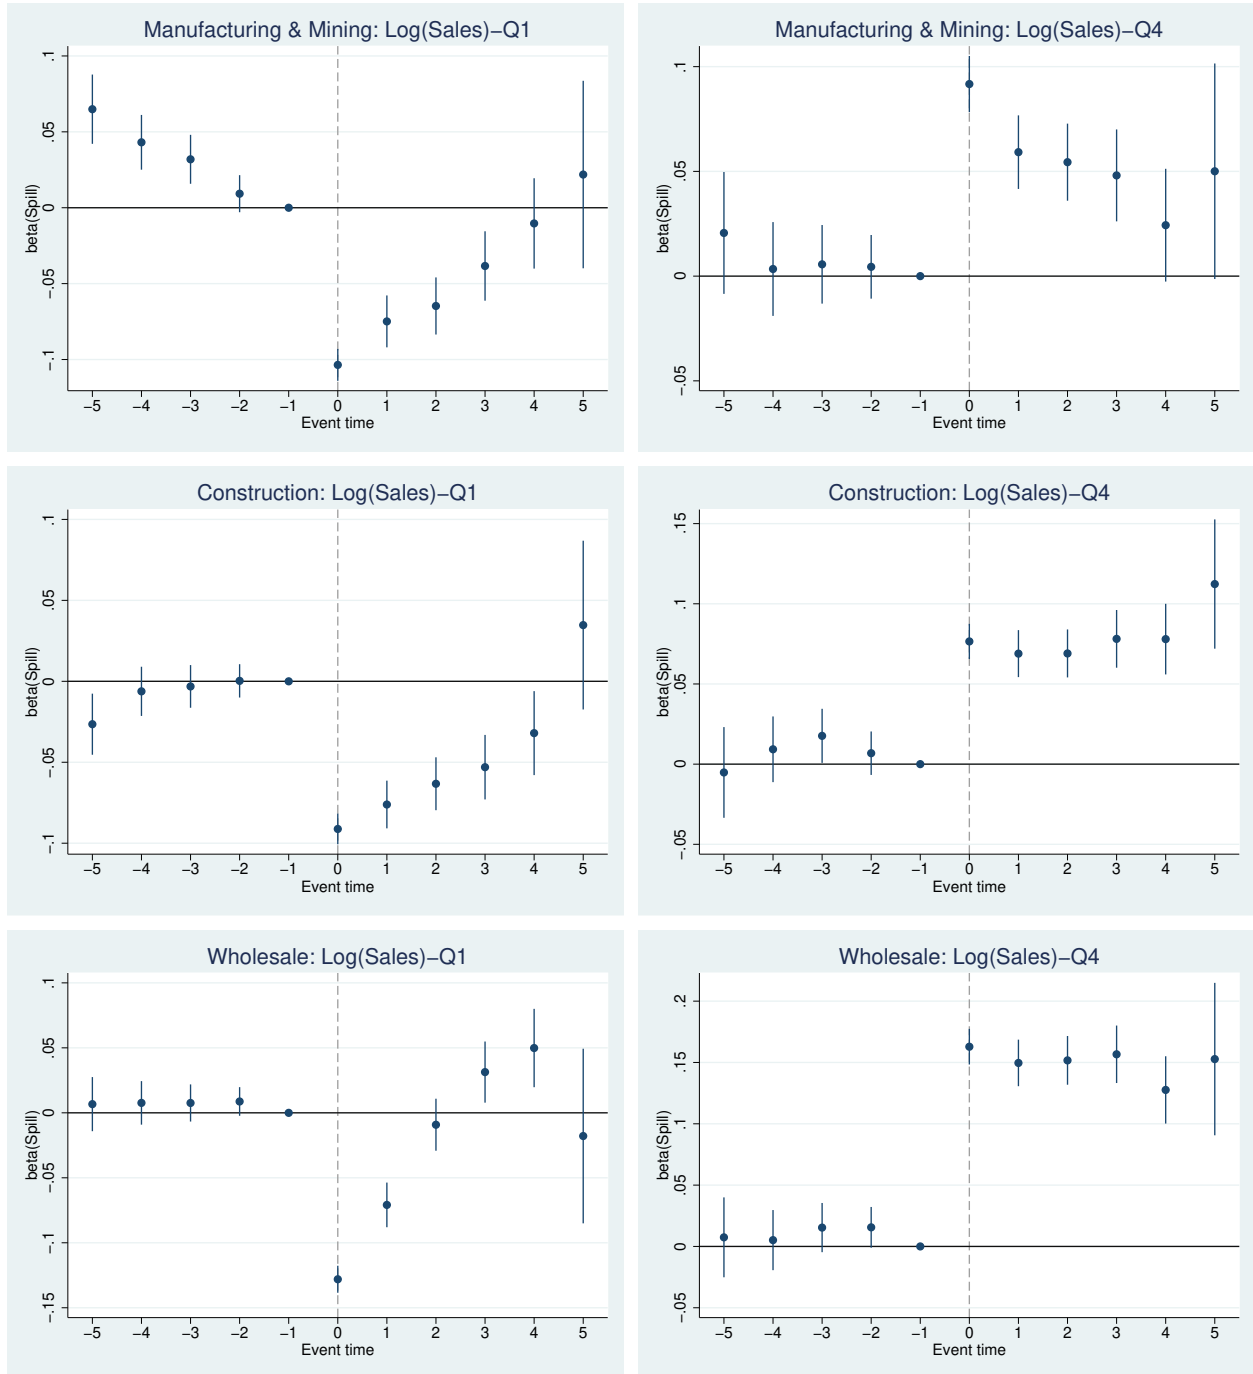 Manufacturing & Mining: Log(Sales)−Q1
beta(Spill)
.1
.05
0
−.05
−.1
−5 −4 −3 −2 −1 0 1 2 3 4 5
Event time
Manufacturing & Mining: Log(Sales)−Q4
beta(Spill)
.1
.05
0
−.05
−5 −4 −3 −2 −1 0 1 2 3 4 5
Event time
Construction: Log(Sales)−Q1
beta(Spill)
.1
.05
0
−.05
−.1
−5 −4 −3 −2 −1 0 1 2 3 4 5
Event time
Construction: Log(Sales)−Q4
beta(Spill)
.15
.1
.05
0
−.05
−5 −4 −3 −2 −1 0 1 2 3 4 5
Event time
Wholesale: Log(Sales)−Q1
beta(Spill)
.1
.05
0
−.05
−.1
−.15
−5 −4 −3 −2 −1 0 1 2 3 4 5
Event time
Wholesale: Log(Sales)−Q4
beta(Spill)
.2
.15
.1
.05
0
−.05
−5 −4 −3 −2 −1 0 1 2 3 4 5
Event time